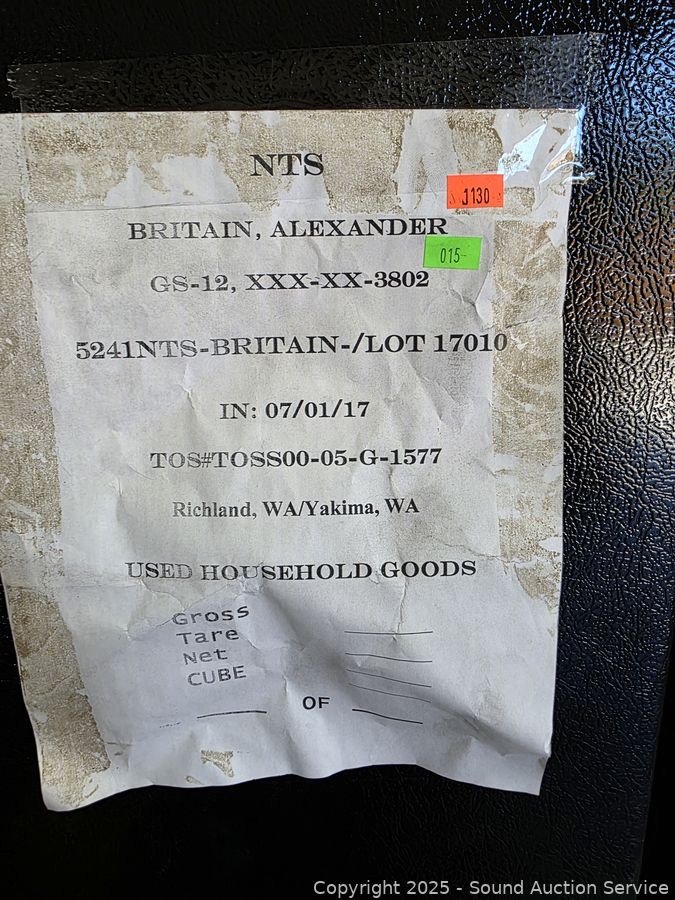 NTS
J130
BRITAIN, ALEXANDER
015-
GS-12, XXX-XX-3802
5241NTS-BRITAIN-/LOT 17010
IN: 07/01/17
TOS#TOSS00-05-G-1577
Richland, WA/Yakima, WA
USED HOUSEHOLD GOODS
Gross
Tare
Net
CUBE
OF
Copyright 2025 - Sound Auction Service